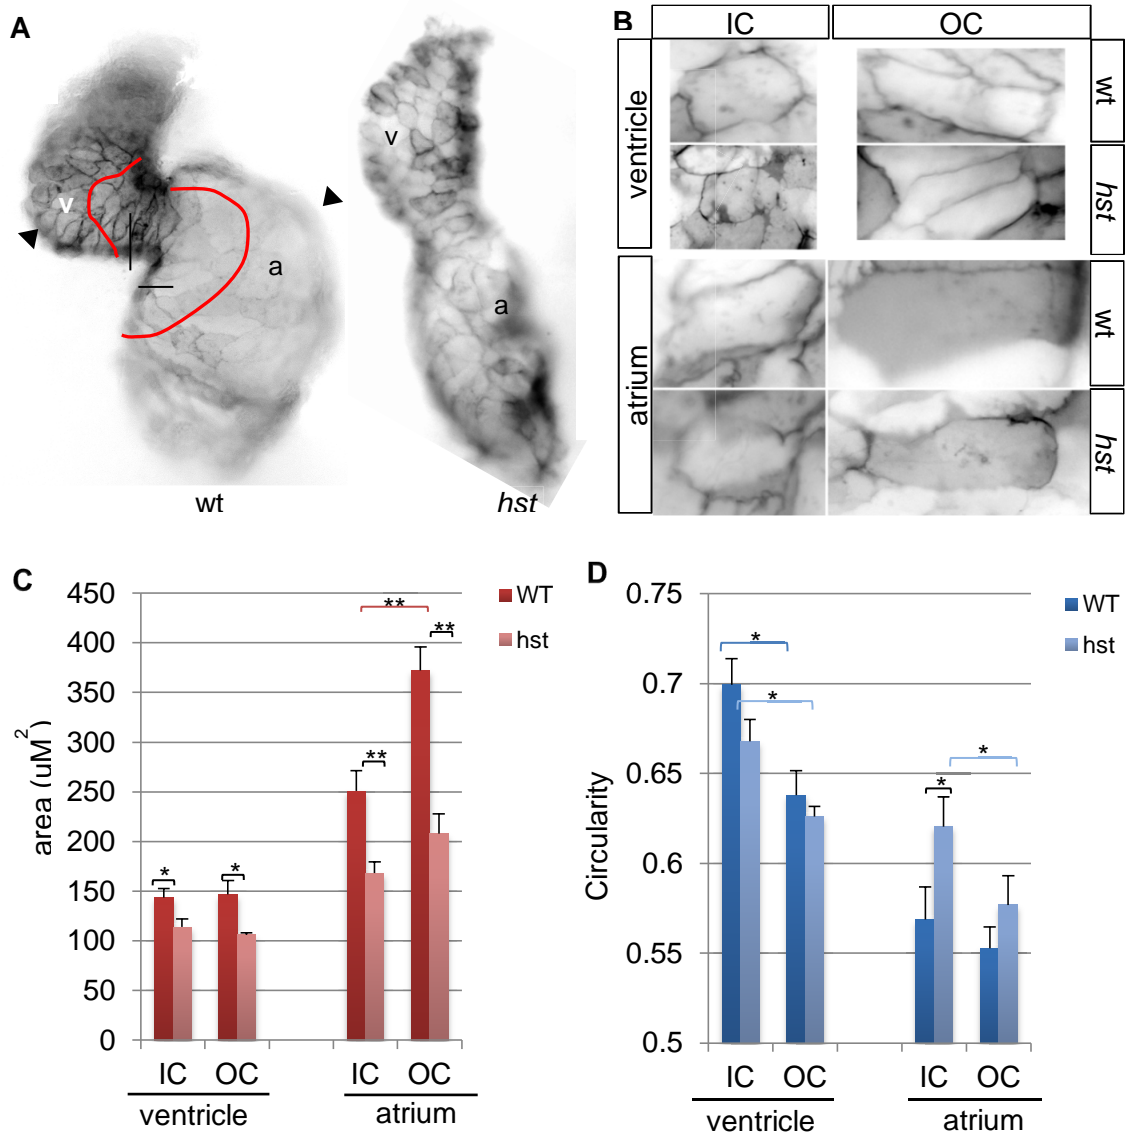 A
v
a
wt
v
a
hst
B
IC
OC
ventricle
wt
hst
atrium
wt
hst
C
450
400
350
300
250
200
150
100
50
0
area (uM2)
**
**
**
*
*
WT
hst
IC
OC
IC
OC
ventricle
atrium
D
0.75
0.7
0.65
0.6
0.55
0.5
Circularity
*
*
*
*
WT
hst
IC
OC
IC
OC
ventricle
atrium